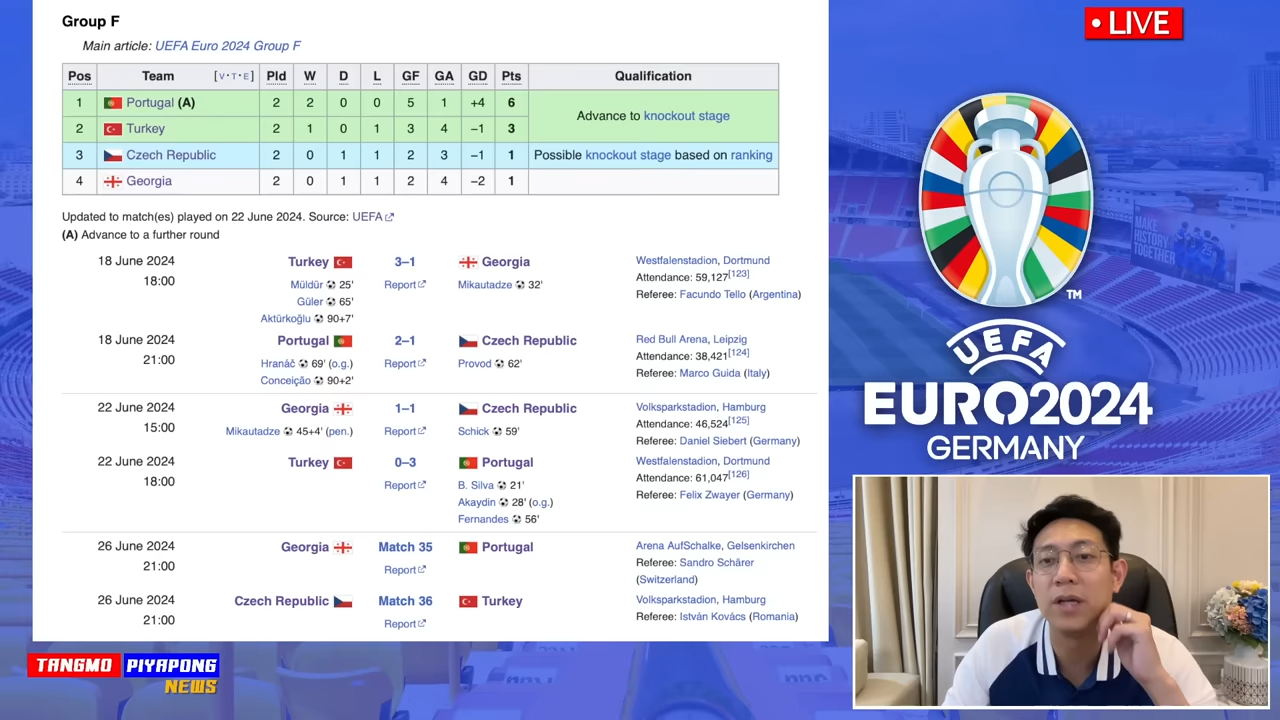 Group F
Main article: UEFA Euro 2024 Group F
Pos Team [V·T·E] Pld W D L GF GA GD Pts Qualification
1 Portugal (A) 2 2 0 0 5 1 +4 6 Advance to knockout stage
2 Turkey 2 1 0 1 3 4 −1 3
3 Czech Republic 2 0 1 1 2 3 −1 1 Possible knockout stage based on ranking
4 Georgia 2 0 1 1 2 4 −2 1
Updated to match(es) played on 22 June 2024. Source: UEFA
(A) Advance to a further round
18 June 2024 Turkey 3–1 Georgia Westfalenstadion, Dortmund
18:00 Müldür 25' Report Mikautadze 32' Attendance: 59,127[123]
Güler 65' Referee: Facundo Tello (Argentina)
Aktürkoğlu 90+7'
18 June 2024 Portugal 2–1 Czech Republic Red Bull Arena, Leipzig
21:00 Hranáč 69' (o.g.) Report Provod 62' Attendance: 38,421[124]
Conceição 90+2' Referee: Marco Guida (Italy)
22 June 2024 Georgia 1–1 Czech Republic Volksparkstadion, Hamburg
15:00 Mikautadze 45+4' (pen.) Report Schick 59' Attendance: 46,524[125]
Referee: Daniel Siebert (Germany)
22 June 2024 Turkey 0–3 Portugal Westfalenstadion, Dortmund
18:00 Report B. Silva 21' Attendance: 61,047[126]
Akaydin 28' (o.g.) Referee: Felix Zwayer (Germany)
Fernandes 56'
26 June 2024 Georgia Match 35 Portugal Arena AufSchalke, Gelsenkirchen
21:00 Report Referee: Sandro Schärer
(Switzerland)
26 June 2024 Czech Republic Match 36 Turkey Volksparkstadion, Hamburg
21:00 Report Referee: István Kovács (Romania)
• LIVE
MAKE
HISTORY
TOGETHER
TM
UEFA
EURO2024
GERMANY
TANGMO PIYAPONG
NEWS